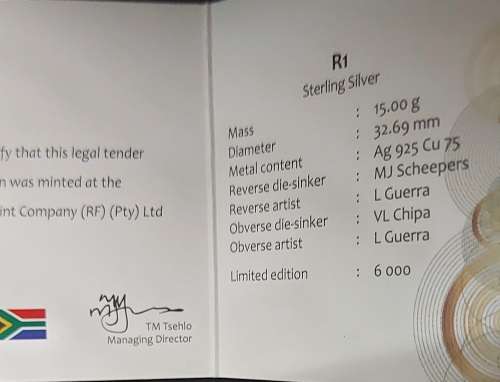 fy that this legal tender
n was minted at the
int Company (RF) (Pty) Ltd
TM Tsehlo
Managing Director
R1
Sterling Silver
Mass : 15.00 g
Diameter : 32.69 mm
Metal content : Ag 925 Cu 75
Reverse die-sinker : MJ Scheepers
Reverse artist : L Guerra
Obverse die-sinker : VL Chipa
Obverse artist : L Guerra
Limited edition : 6 000